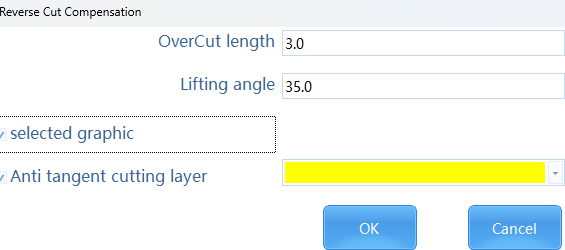 Reverse Cut Compensation
OverCut length 3.0
Lifting angle 35.0
selected graphic
Anti tangent cutting layer
OK Cancel